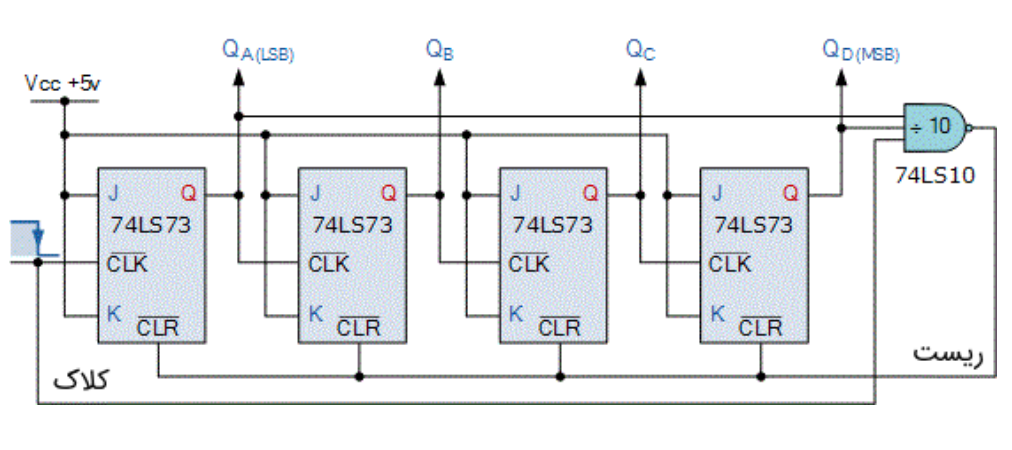 QA(LSB) QB QC QD(MSB)
Vcc +5v
÷ 10
74LS10
J Q J Q J Q J Q
74LS73 74LS73 74LS73 74LS73
CLK CLK CLK CLK
K CLR K CLR K CLR K CLR
ریست
کلاک